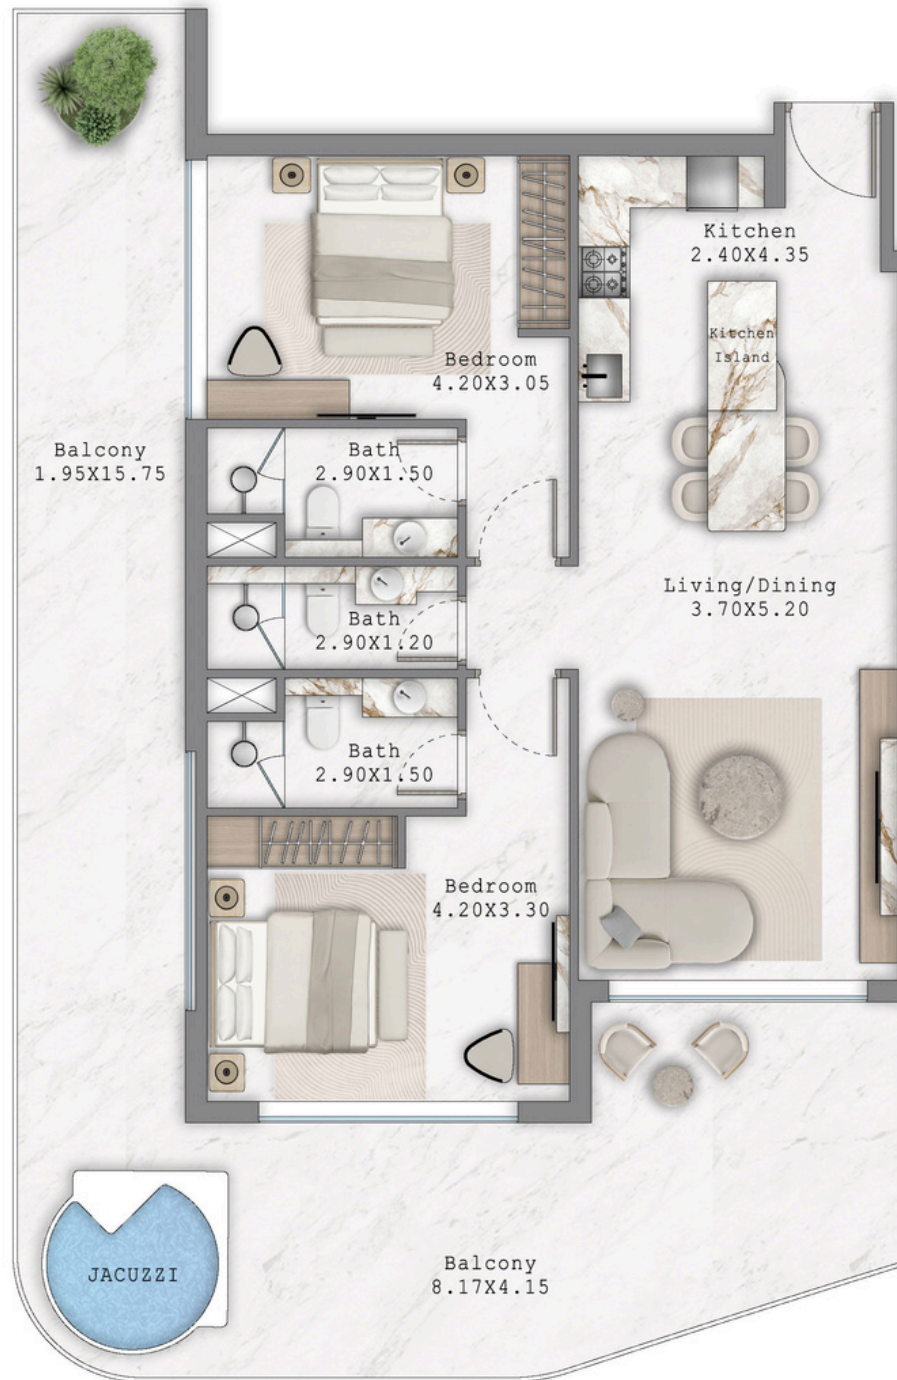 Kitchen
2.40X4.35
Kitchen
Island
Bedroom
4.20X3.05
Balcony
1.95X15.75
Bath
2.90X1.50
Living/Dining
3.70X5.20
Bath
2.90X1.20
Bath
2.90X1.50
Bedroom
4.20X3.30
JACUZZI
Balcony
8.17X4.15